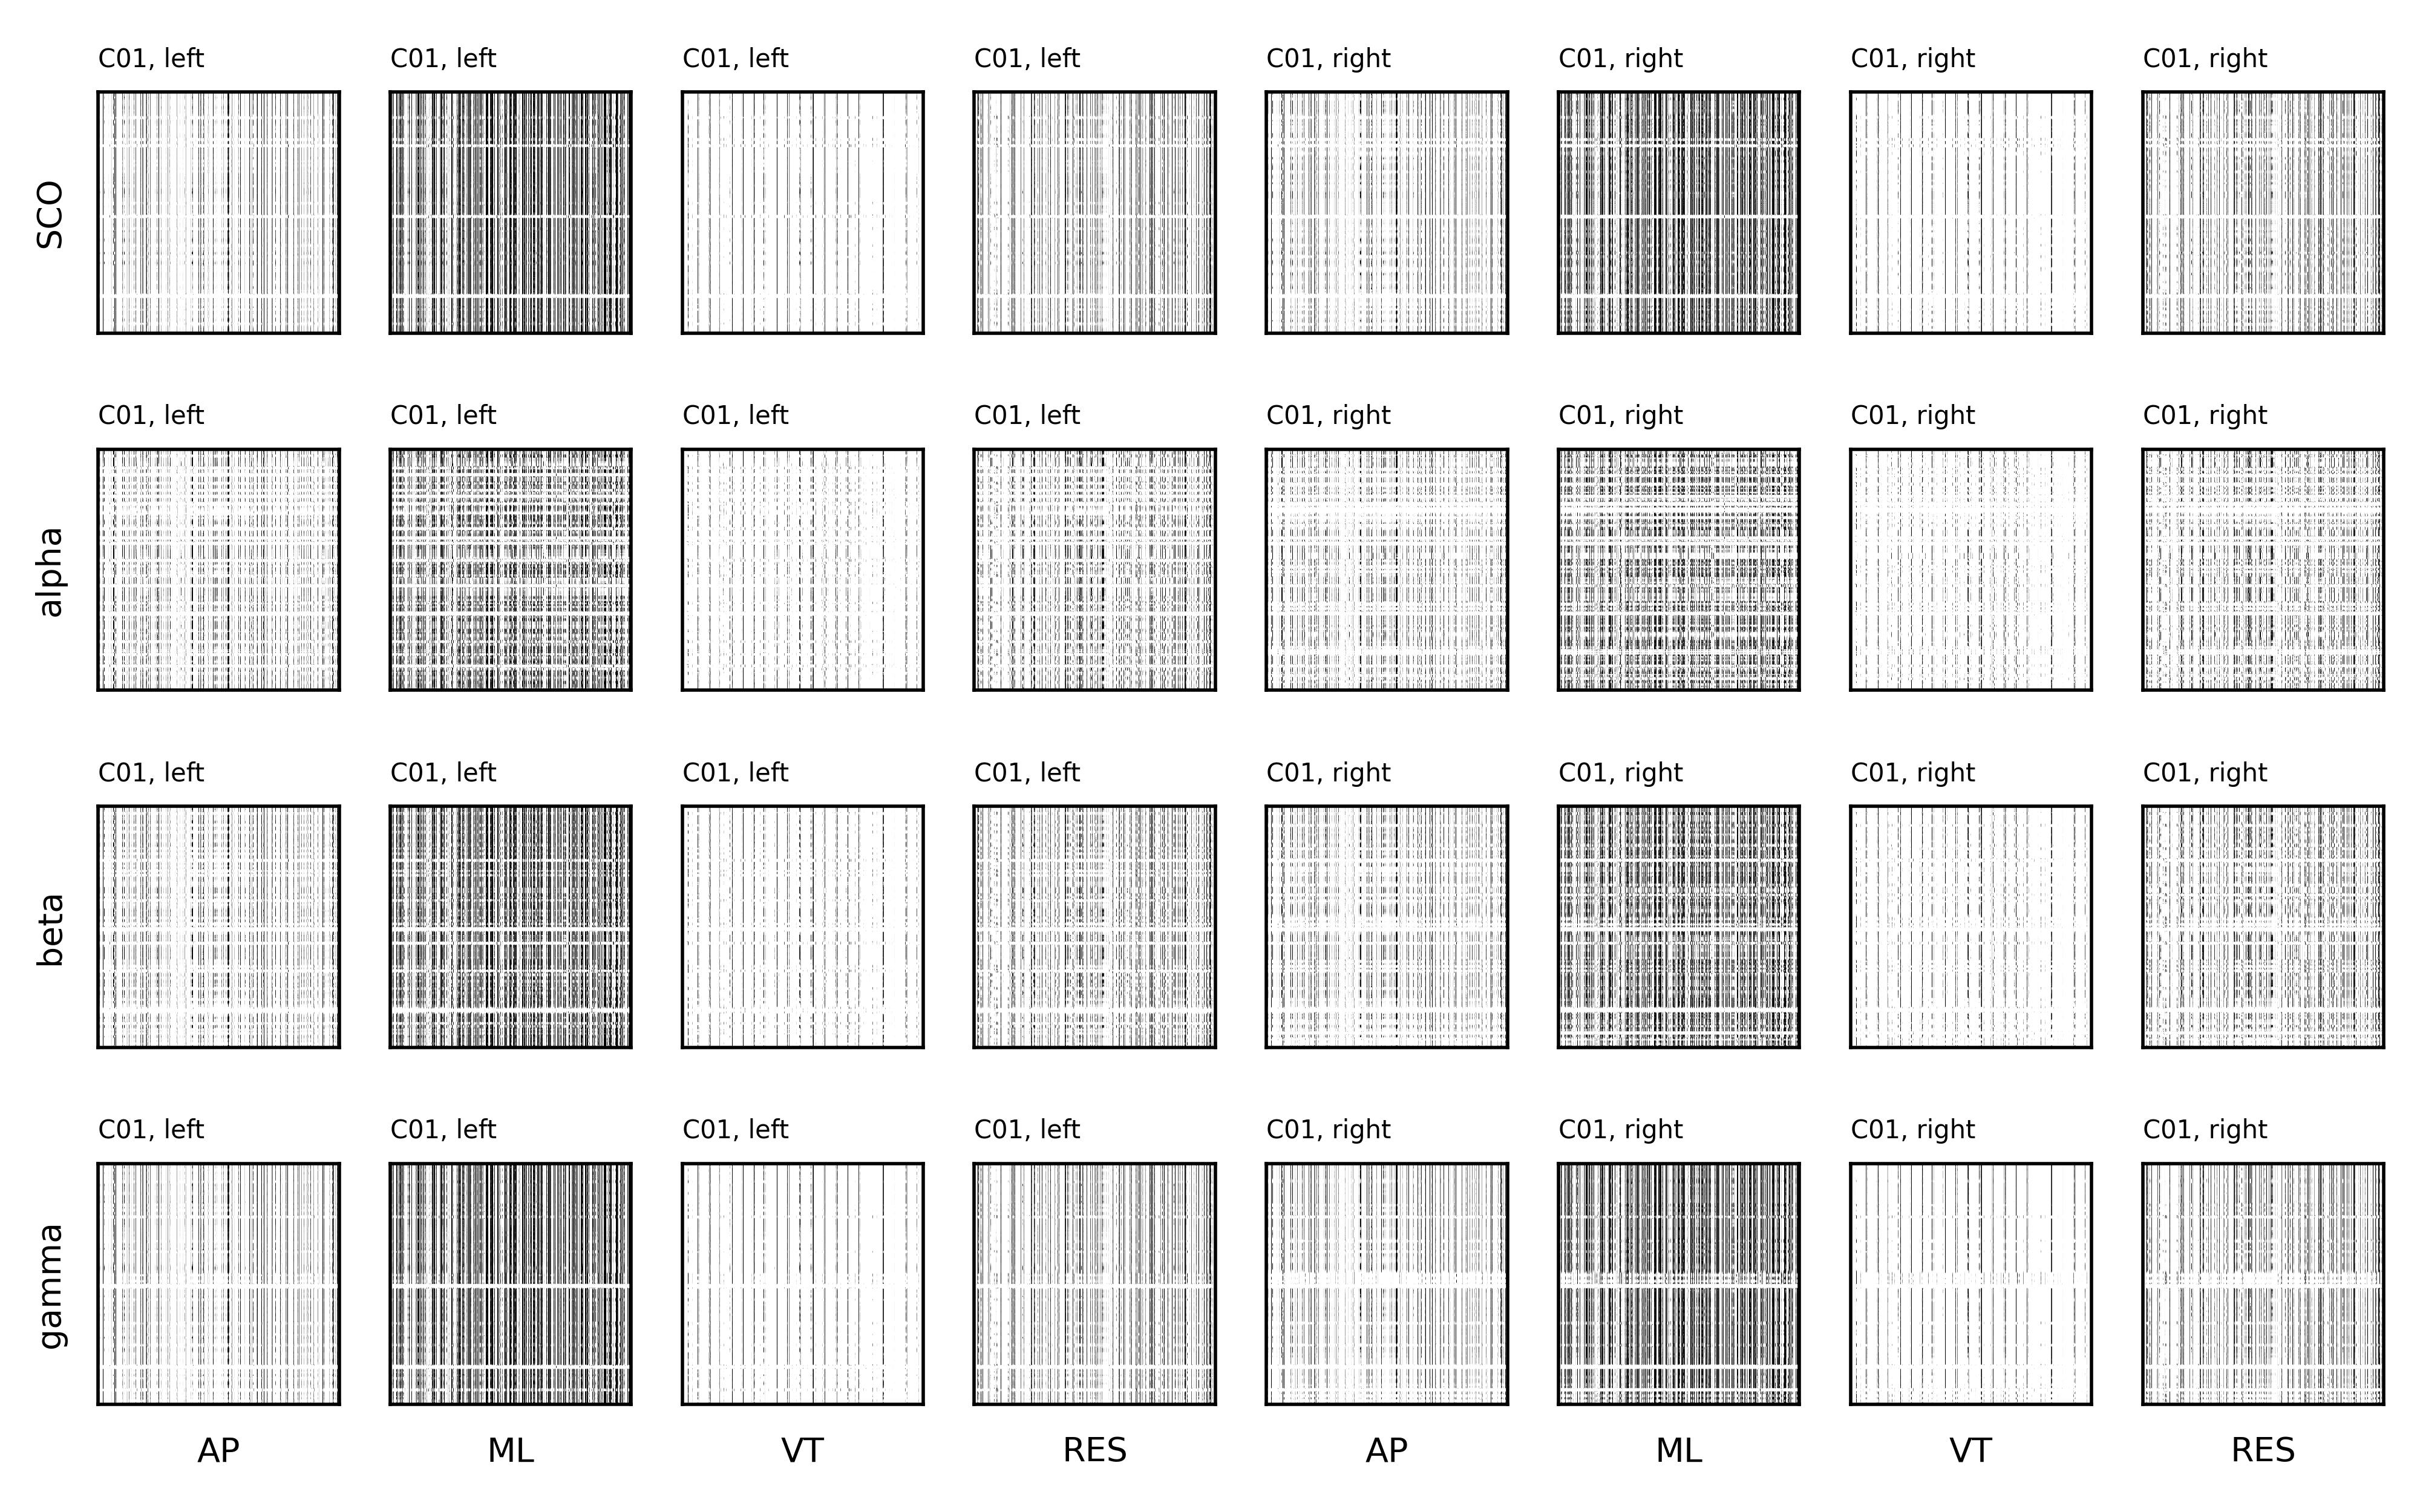 C01, left C01, left C01, left C01, left C01, right C01, right C01, right C01, right
SCO
C01, left C01, left C01, left C01, left C01, right C01, right C01, right C01, right
alpha
C01, left C01, left C01, left C01, left C01, right C01, right C01, right C01, right
beta
C01, left C01, left C01, left C01, left C01, right C01, right C01, right C01, right
gamma
AP ML VT RES AP ML VT RES